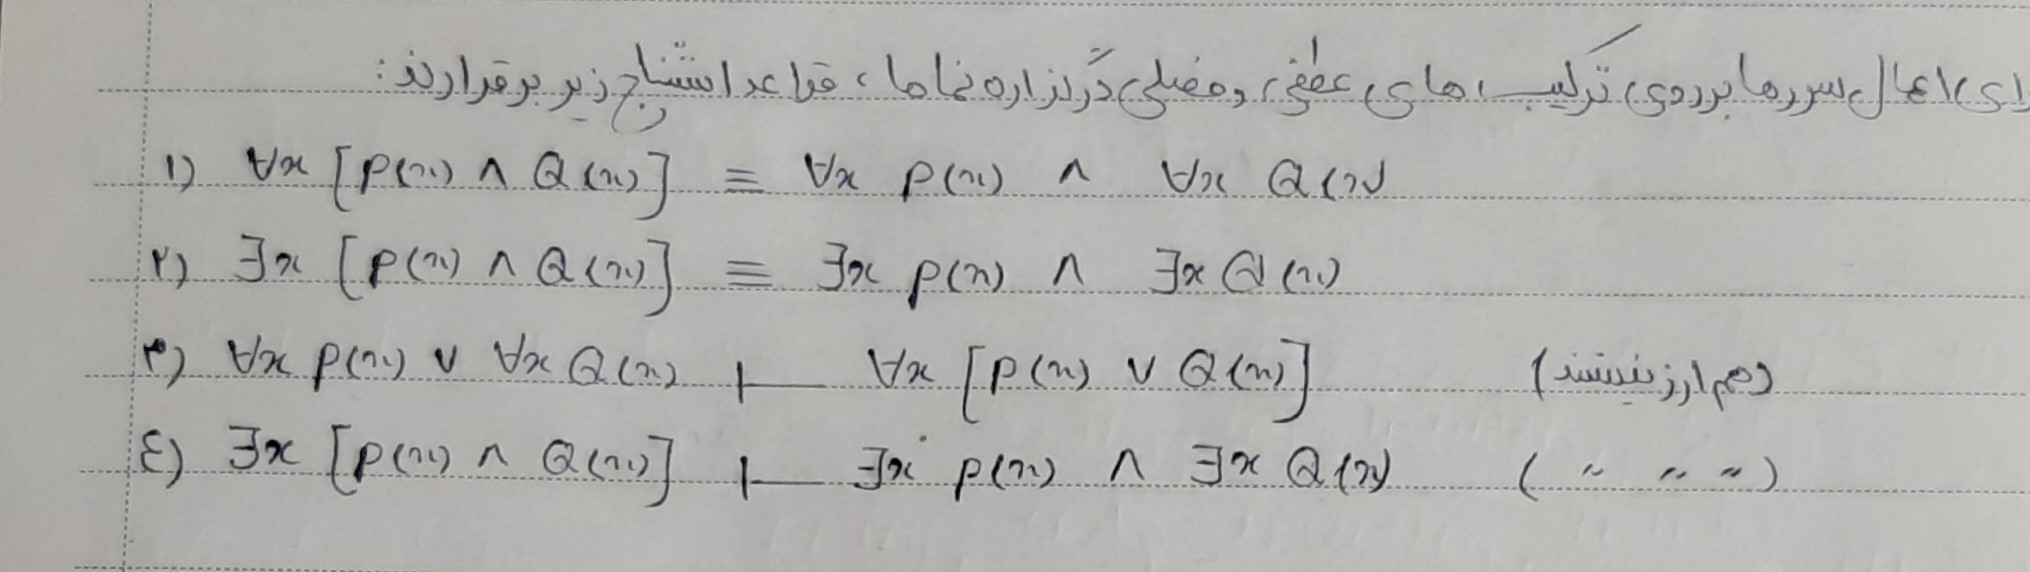 رای اعمال سورها بر روی ترکیب های عطفی و فصلی گزاره نماها، قواعد استنتاج زیر برقرارند:
۱) ∀x [P(x) ∧ Q(x)] ≡ ∀x P(x) ∧ ∀x Q(x)
۲) ∃x [P(x) ∧ Q(x)] ≡ ∃x P(x) ∧ ∃x Q(x)
۳) ∀x P(x) ∨ ∀x Q(x) ⊢ ∀x [P(x) ∨ Q(x)] (هم ارز نیستند)
٤) ∃x [P(x) ∧ Q(x)] ⊢ ∃x P(x) ∧ ∃x Q(x) (〃 〃 〃)